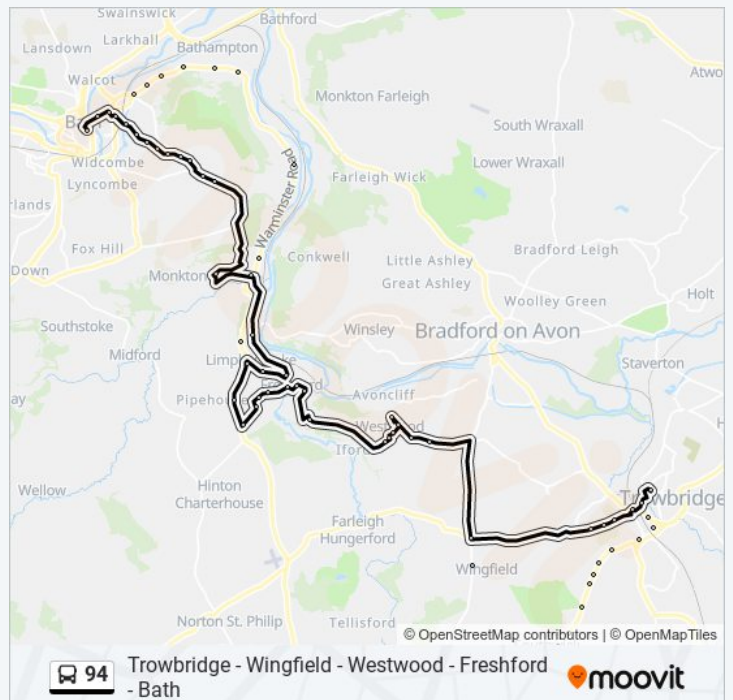 Swainswick
Bathford
Lansdown
Larkhall
Bathampton
Walcot
Atwo
Monkton Farleigh
South Wraxall
Widcombe
Lyncombe
Lower Wraxall
Farleigh Wick
rlands
Warminster Road
Fox Hill
Conkwell
Little Ashley
Bradford Leigh
Down
Monkton
Great Ashley
Woolley Green
Holt
Southstoke
Winsley
Bradford on Avon
Midford
Staverton
Pipehou
Avoncliff
ay
Westwood
Iford
Wellow
Hinton
Charterhouse
Trowbridge
Farleigh
Hungerford
Wingfield
Norton St. Philip
Tellisford
© OpenStreetMap contributors | © OpenMapTiles
94
Trowbridge - Wingfield - Westwood - Freshford
- Bath
moovit